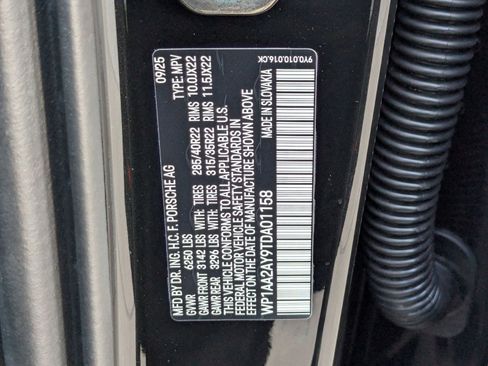 MFD BY DR. ING. H.C. F. PORSCHE AG 09/25
GVWR 6250 LBS TYPE: MPV
GAWR FRONT 3142 LBS WITH: TIRES 285/40R22 RIMS 10.0JX22
GAWR REAR 3296 LBS WITH: TIRES 315/35R22 RIMS 11.5JX22
THIS VEHICLE CONFORMS TO ALL APPLICABLE U.S.
FEDERAL MOTOR VEHICLE SAFETY STANDARDS IN
EFFECT ON THE DATE OF MANUFACTURE SHOWN ABOVE
WP1AA2AY9TDA01158 MADE IN SLOVAKIA
9Y0.010.016.CK